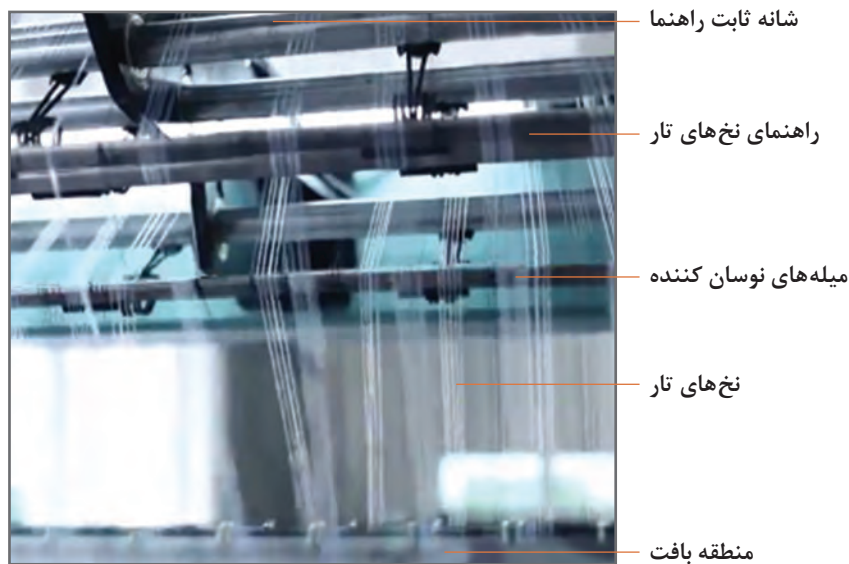 شانه ثابت راهنما
راهنمای نخ‌های تار
میله‌های نوسان کننده
نخ‌های تار
منطقه بافت